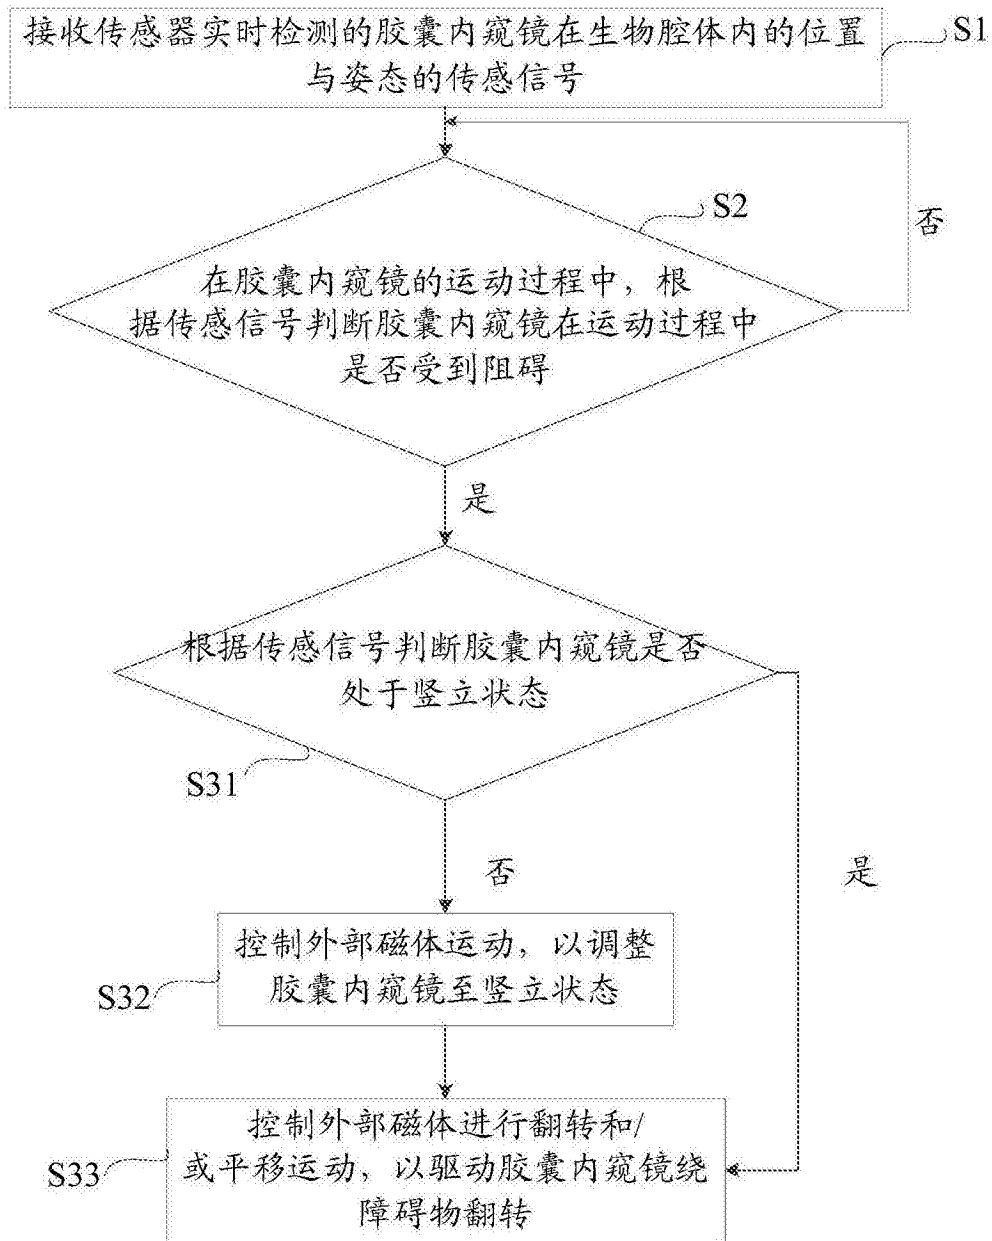 接收传感器实时检测的胶囊内窥镜在生物腔体内的位置
与姿态的传感信号
S1
S2
否
在胶囊内窥镜的运动过程中，根
据传感信号判断胶囊内窥镜在运动过程中
是否受到阻碍
是
根据传感信号判断胶囊内窥镜是否
处于竖立状态
S31
否
是
控制外部磁体运动，以调整
胶囊内窥镜至竖立状态
S32
控制外部磁体进行翻转和/
或平移运动，以驱动胶囊内窥镜绕
障碍物翻转
S33